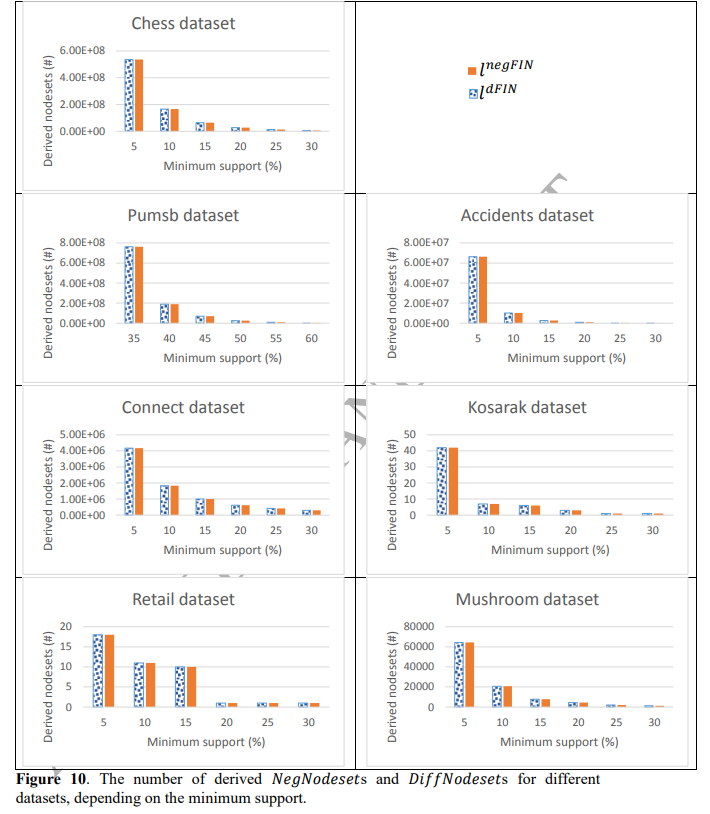 Chess dataset
Derived nodesets (#)
6.00E+08
4.00E+08
2.00E+08
0.00E+00
5 10 15 20 25 30
Minimum support (%)
l^negFIN
l^dFIN
Pumsb dataset
Derived nodesets (#)
8.00E+08
6.00E+08
4.00E+08
2.00E+08
0.00E+00
35 40 45 50 55 60
Minimum support (%)
Accidents dataset
Derived nodesets (#)
8.00E+07
6.00E+07
4.00E+07
2.00E+07
0.00E+00
5 10 15 20 25 30
Minimum support (%)
Connect dataset
Derived nodesets (#)
5.00E+06
4.00E+06
3.00E+06
2.00E+06
1.00E+06
0.00E+00
5 10 15 20 25 30
Minimum support (%)
Kosarak dataset
Derived nodesets (#)
50
40
30
20
10
0
5 10 15 20 25 30
Minimum support (%)
Retail dataset
Derived nodesets (#)
20
15
10
5
0
5 10 15 20 25 30
Minimum support (%)
Mushroom dataset
Derived nodesets (#)
80000
60000
40000
20000
0
5 10 15 20 25 30
Minimum support (%)
Figure 10. The number of derived NegNodesets and DiffNodesets for different
datasets, depending on the minimum support.